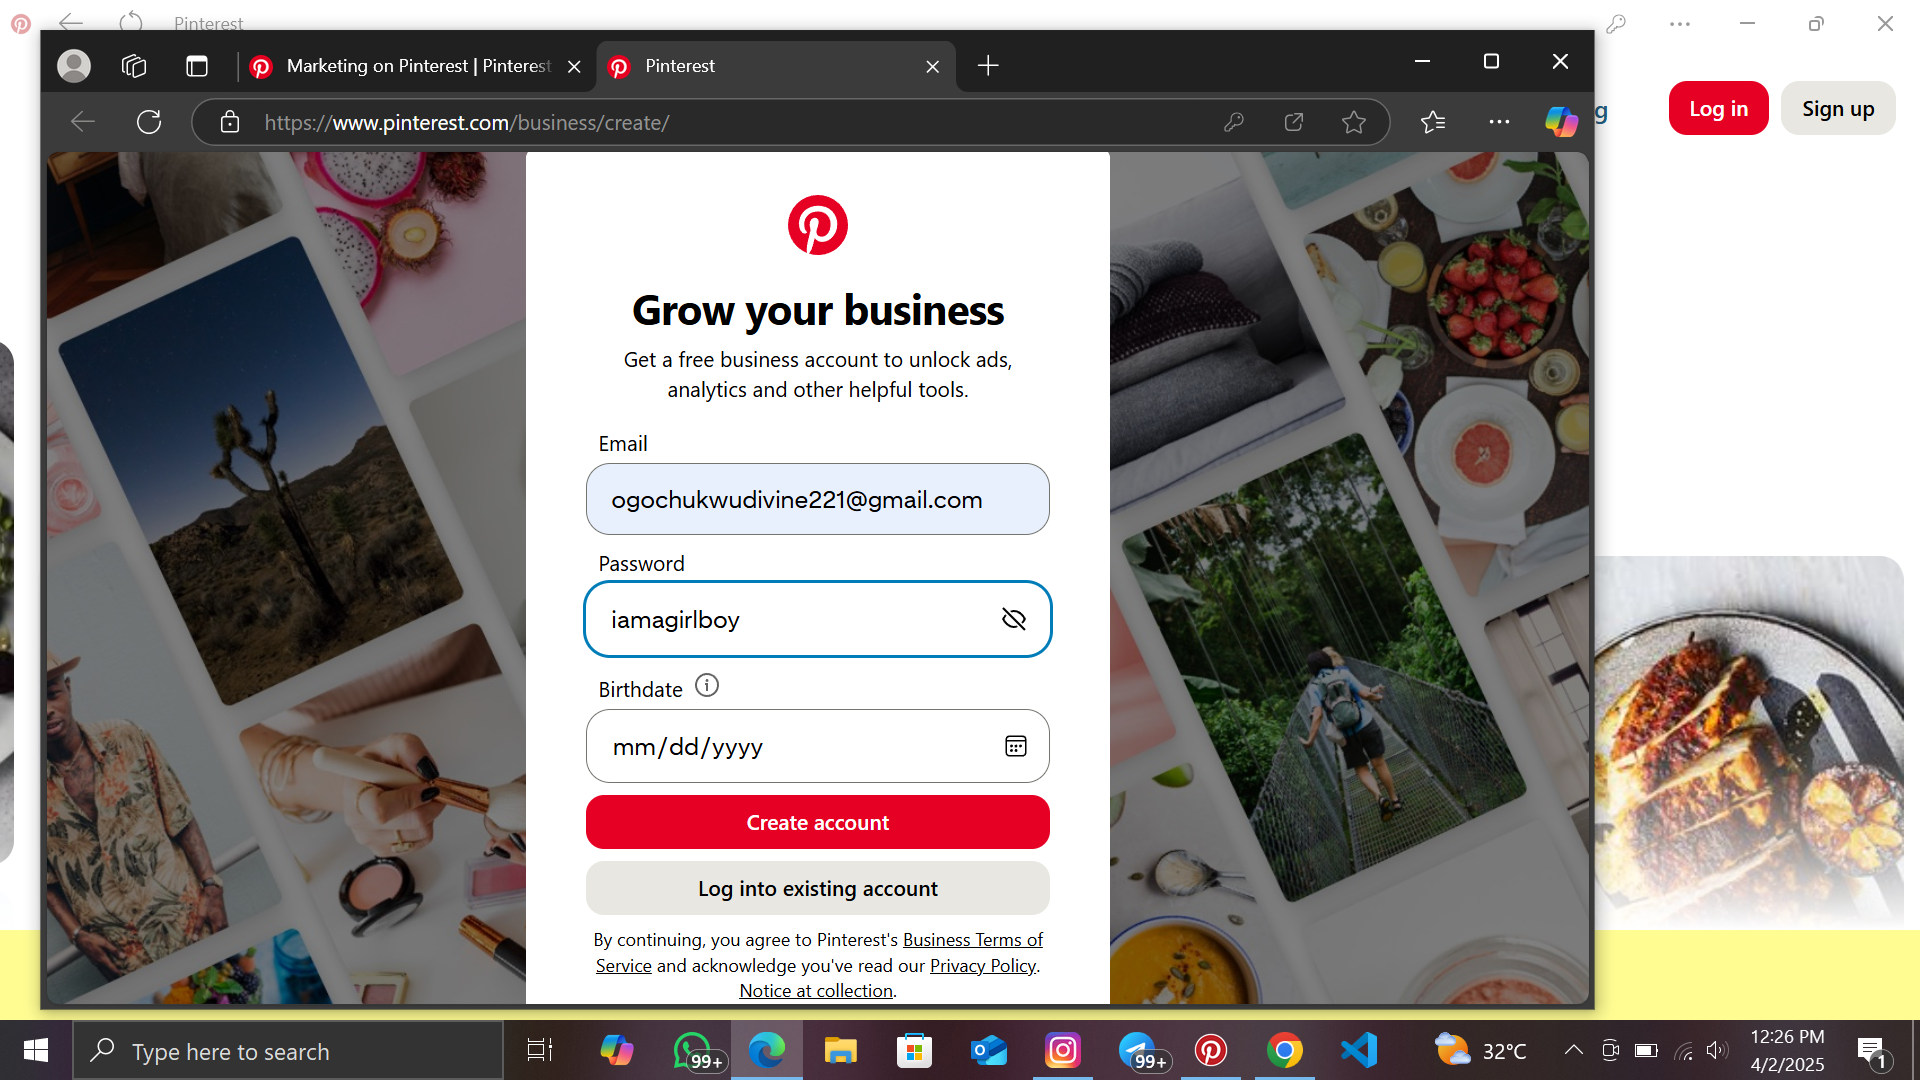 Pinterest
Marketing on Pinterest | Pinterest
Pinterest
https://www.pinterest.com/business/create/
g
Log in
Sign up
Grow your business
Get a free business account to unlock ads,
analytics and other helpful tools.
Email
ogochukwudivine221@gmail.com
Password
iamagirlboy
Birthdate
mm/dd/yyyy
Create account
Log into existing account
By continuing, you agree to Pinterest's Business Terms of
Service and acknowledge you've read our Privacy Policy.
Notice at collection.
Type here to search
99+
99+
32°C
12:26 PM
4/2/2025
1